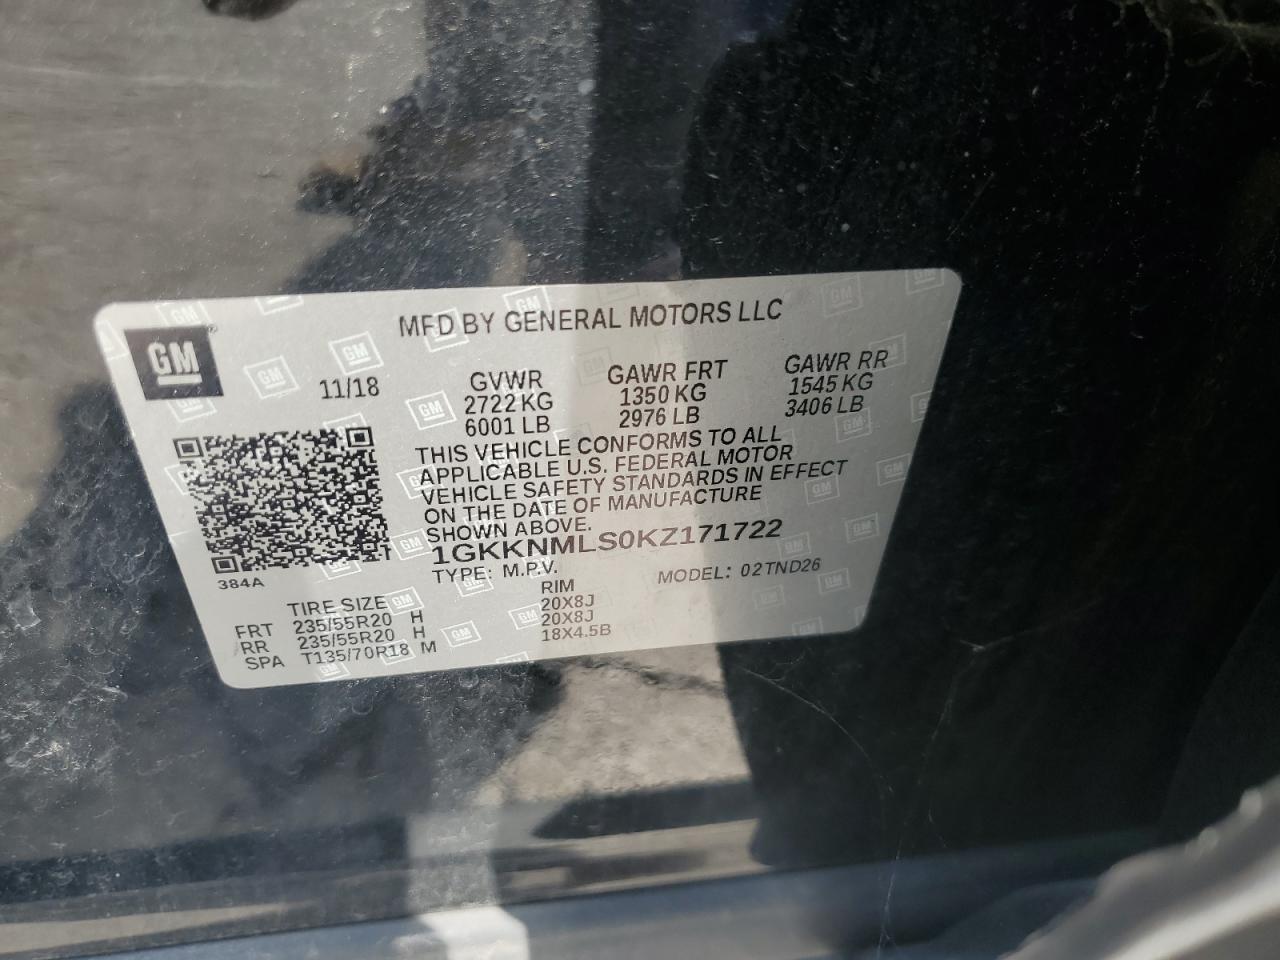 MFD BY GENERAL MOTORS LLC
GM
11/18
GVWR
2722 KG
6001 LB
GAWR FRT
1350 KG
2976 LB
GAWR RR
1545 KG
3406 LB
THIS VEHICLE CONFORMS TO ALL
APPLICABLE U.S. FEDERAL MOTOR
VEHICLE SAFETY STANDARDS IN EFFECT
ON THE DATE OF MANUFACTURE
SHOWN ABOVE.
1GKKNMLS0KZ171722
TYPE: M.P.V. MODEL: 02TND26
384A
TIRE SIZE RIM
FRT 235/55R20 H 20X8J
RR 235/55R20 H 20X8J
SPA T135/70R18 M 18X4.5B